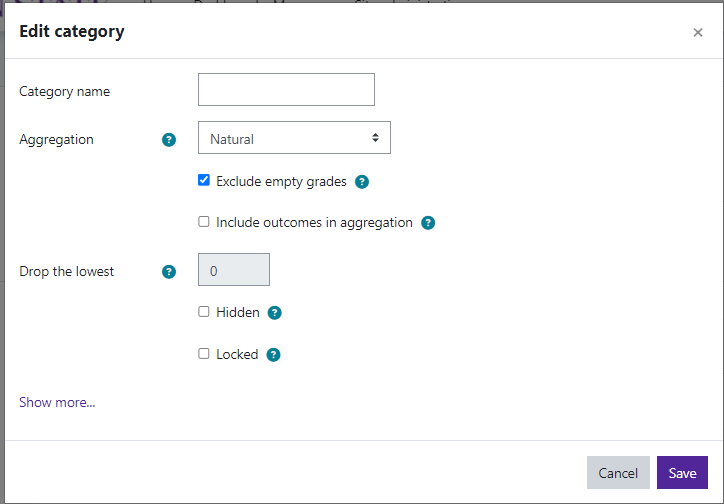 Edit category
×
Category name
Aggregation ? Natural
Exclude empty grades ?
Include outcomes in aggregation ?
Drop the lowest ? 0
Hidden ?
Locked ?
Show more...
Cancel Save